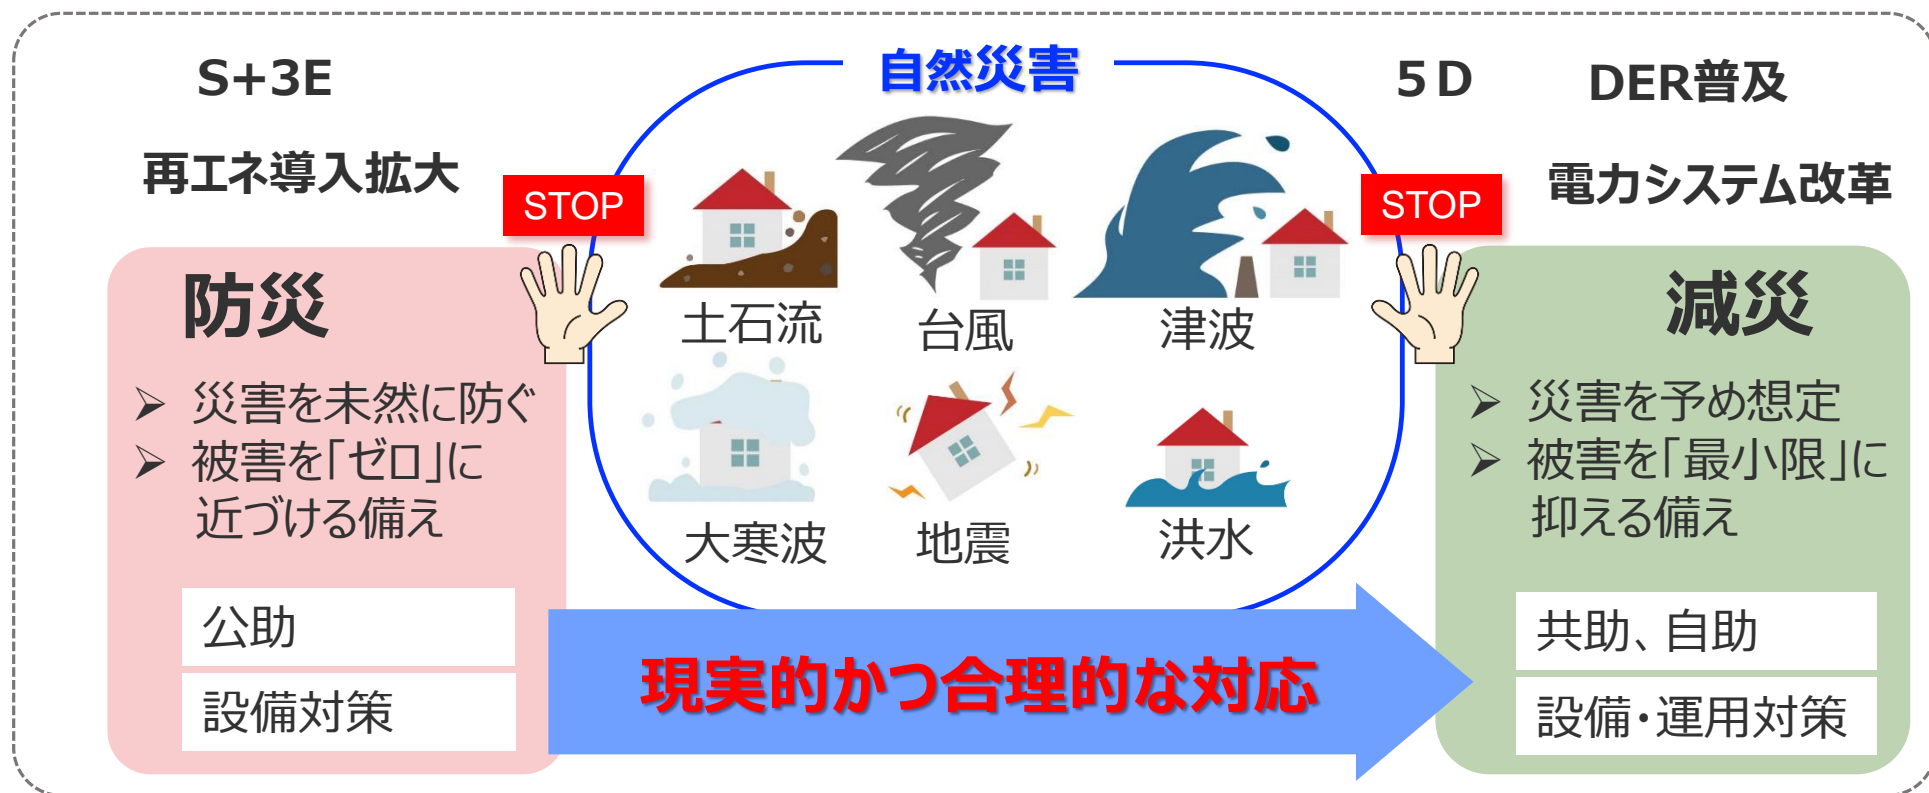 S+3E
再エネ導入拡大
自然災害
５D
DER普及
電力システム改革
STOP
STOP
防災
➢ 災害を未然に防ぐ
➢ 被害を｢ゼロ｣に
近づける備え
公助
設備対策
土石流
台風
津波
大寒波
地震
洪水
現実的かつ合理的な対応
減災
➢ 災害を予め想定
➢ 被害を｢最小限｣に
抑える備え
共助、自助
設備･運用対策